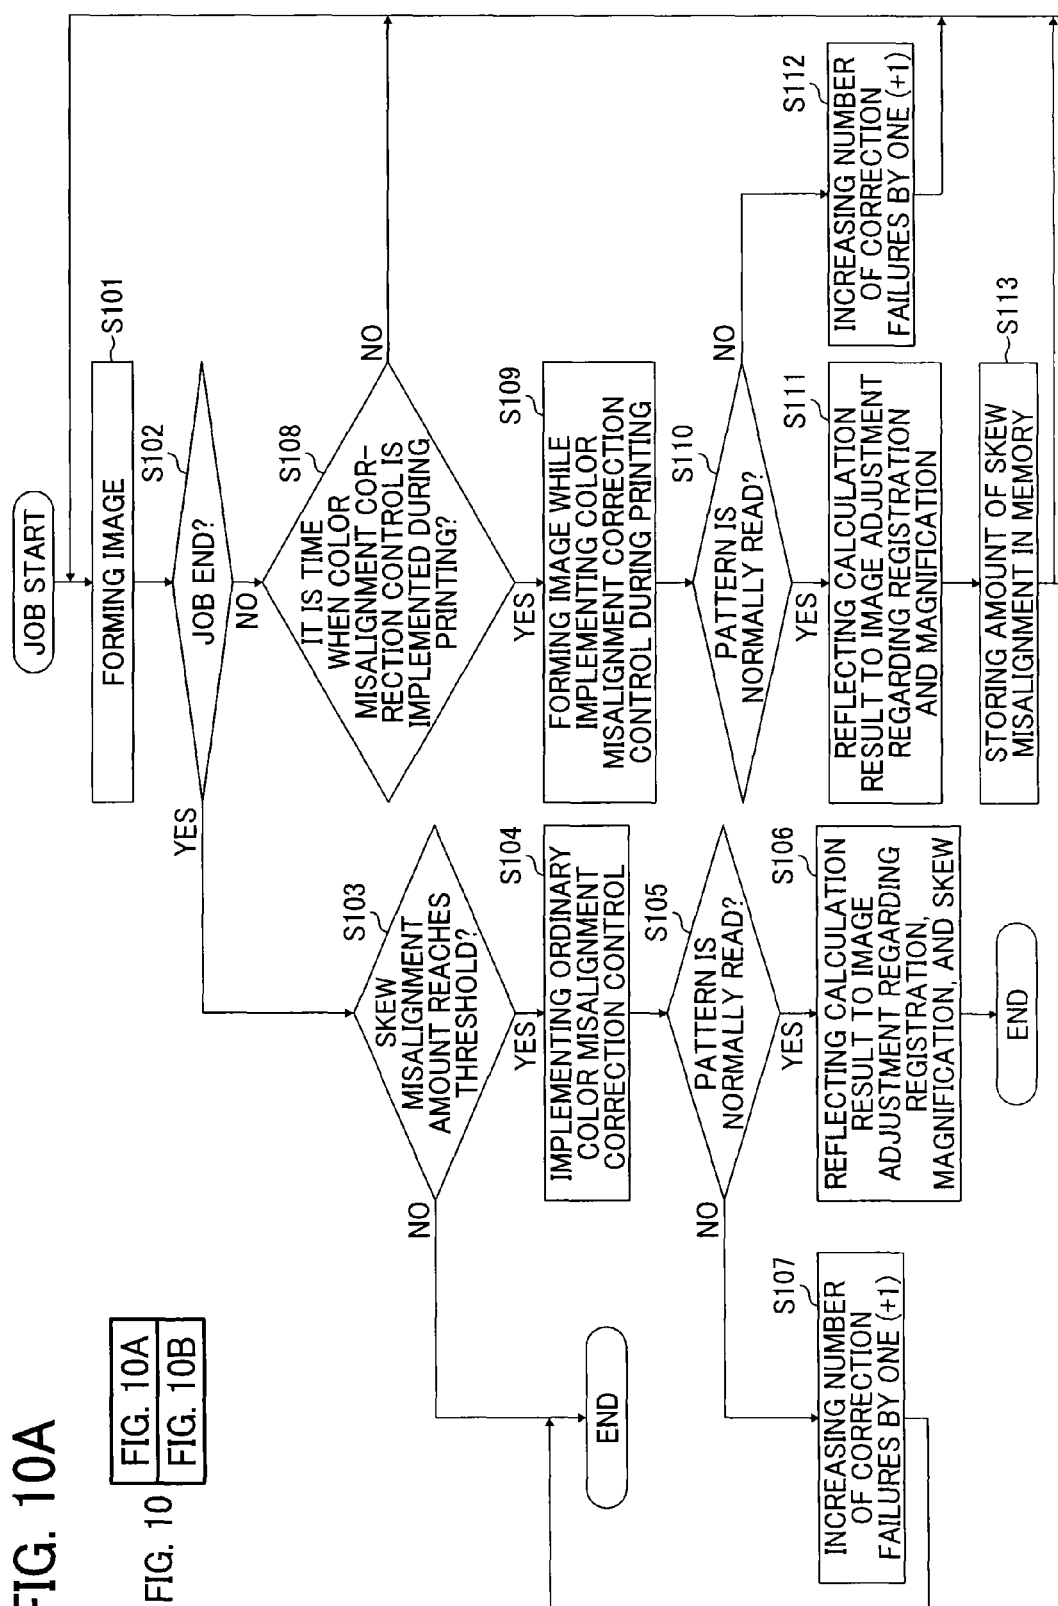 FIG. 10A
FIG. 10
FIG. 10A
FIG. 10B
JOB START
S101
FORMING IMAGE
S102
JOB END?
YES
NO
S103
SKEW
MISALIGNMENT
AMOUNT REACHES
THRESHOLD?
NO
YES
S108
IT IS TIME
WHEN COLOR
MISALIGNMENT COR-
RECTION CONTROL IS
IMPLEMENTED DURING
PRINTING?
NO
YES
END
S104
IMPLEMENTING ORDINARY
COLOR MISALIGNMENT
CORRECTION CONTROL
S109
FORMING IMAGE WHILE
IMPLEMENTING COLOR
MISALIGNMENT CORRECTION
CONTROL DURING PRINTING
S105
PATTERN IS
NORMALLY READ?
NO
YES
S110
PATTERN IS
NORMALLY READ?
NO
YES
S107
INCREASING NUMBER
OF CORRECTION
FAILURES BY ONE (+1)
S106
REFLECTING CALCULATION
RESULT TO IMAGE
ADJUSTMENT REGARDING
REGISTRATION,
MAGNIFICATION, AND SKEW
S111
REFLECTING CALCULATION
RESULT TO IMAGE ADJUSTMENT
REGARDING REGISTRATION
AND MAGNIFICATION
S112
INCREASING NUMBER
OF CORRECTION
FAILURES BY ONE (+1)
END
S113
STORING AMOUNT OF SKEW
MISALIGNMENT IN MEMORY